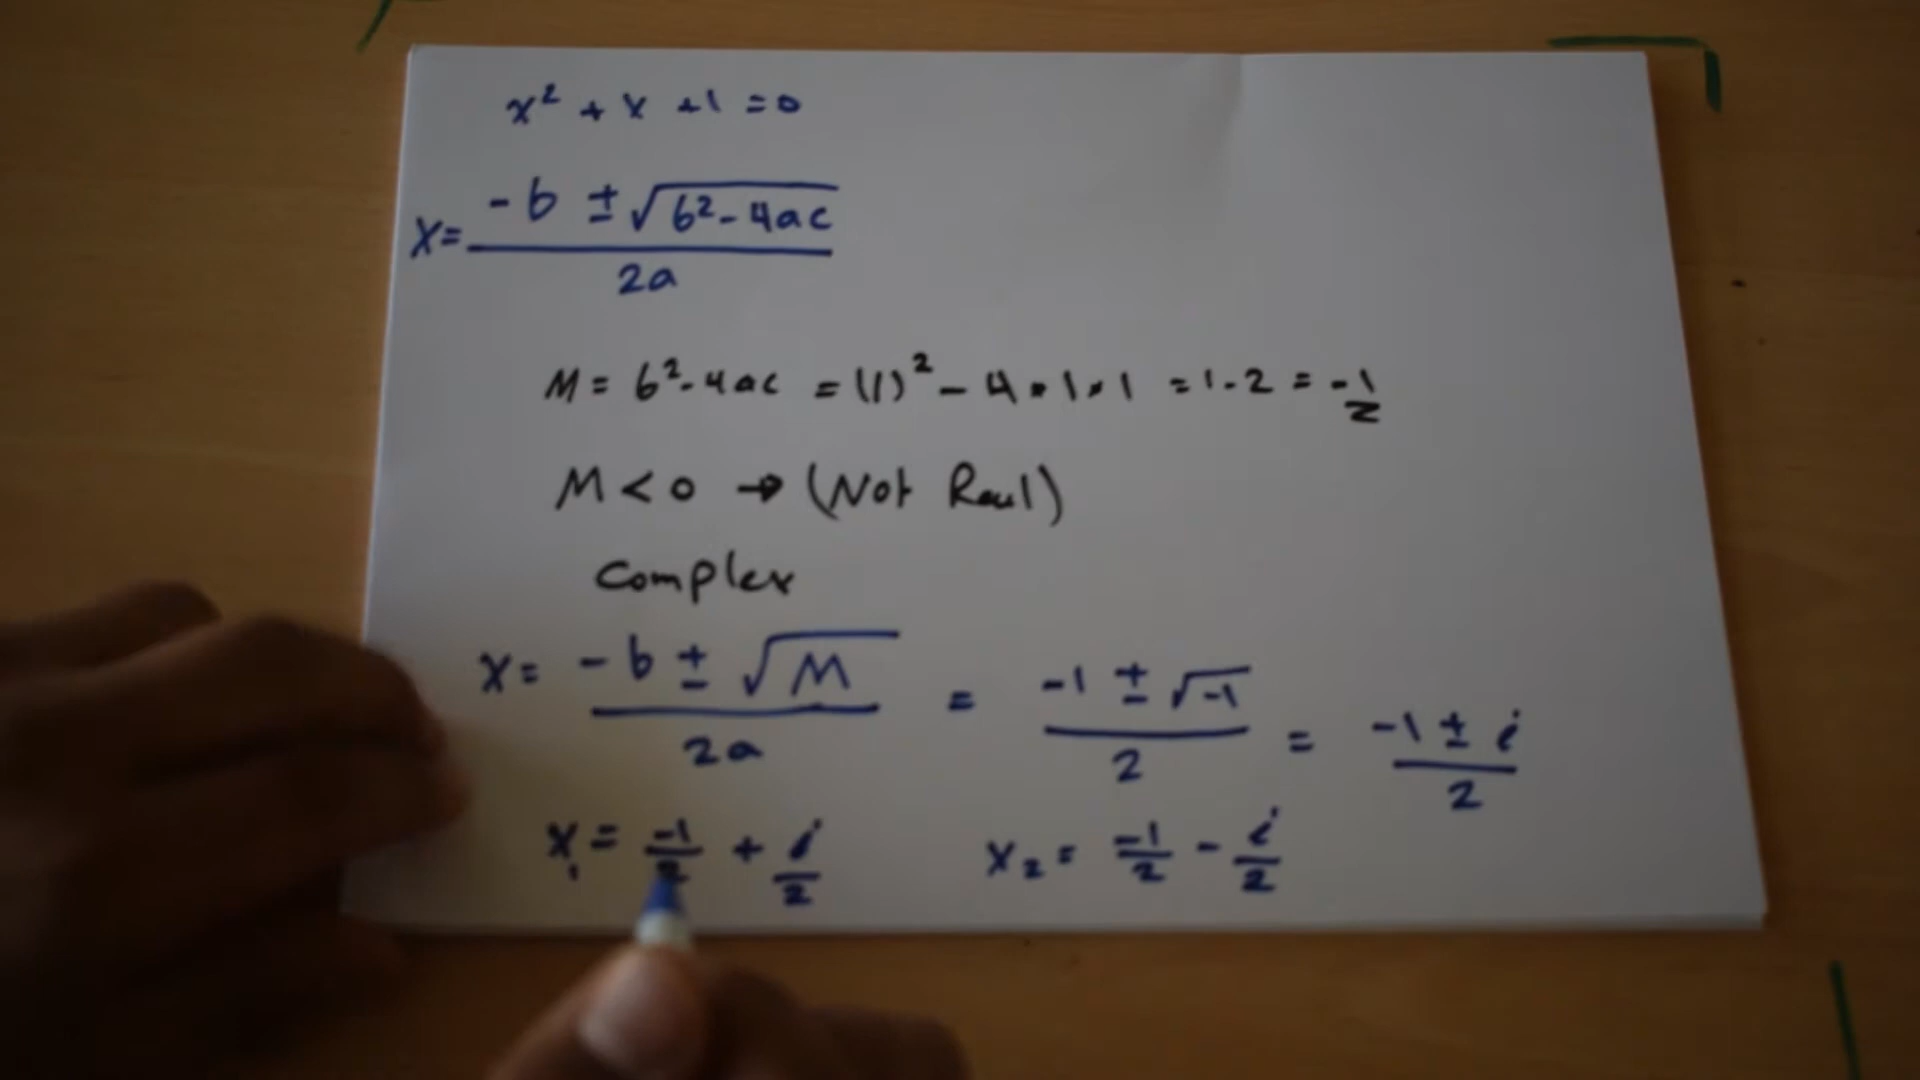 x² + x + 1 = 0
x = (-b ± √(b² - 4ac)) / 2a
M = b² - 4ac = (1)² - 4 • 1 • 1 = 1 - 2 = -1
M < 0 → (Not Real)
Complex
x = (-b ± √M) / 2a = (-1 ± √-1) / 2 = (-1 ± i) / 2
x₁ = -1/2 + i/2 x₂ = -1/2 - i/2